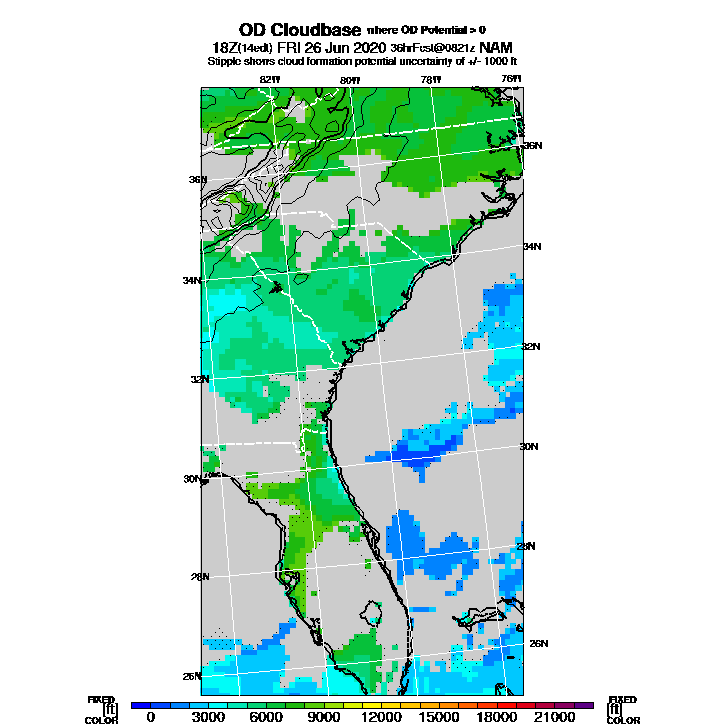 OD Cloudbase where OD Potential > 0
18Z(14edt) FRI 26 Jun 2020 36hrFcst@0821z NAM
Stipple shows cloud formation potential uncertainty of +/- 1000 ft
82W 80W 78W 76W
36N
36N
34N
34N
32N
32N
30N
30N
28N
28N
26N
26N
FIXED FIXED
[ft] 0 3000 6000 9000 12000 15000 18000 21000 [ft]
COLOR COLOR